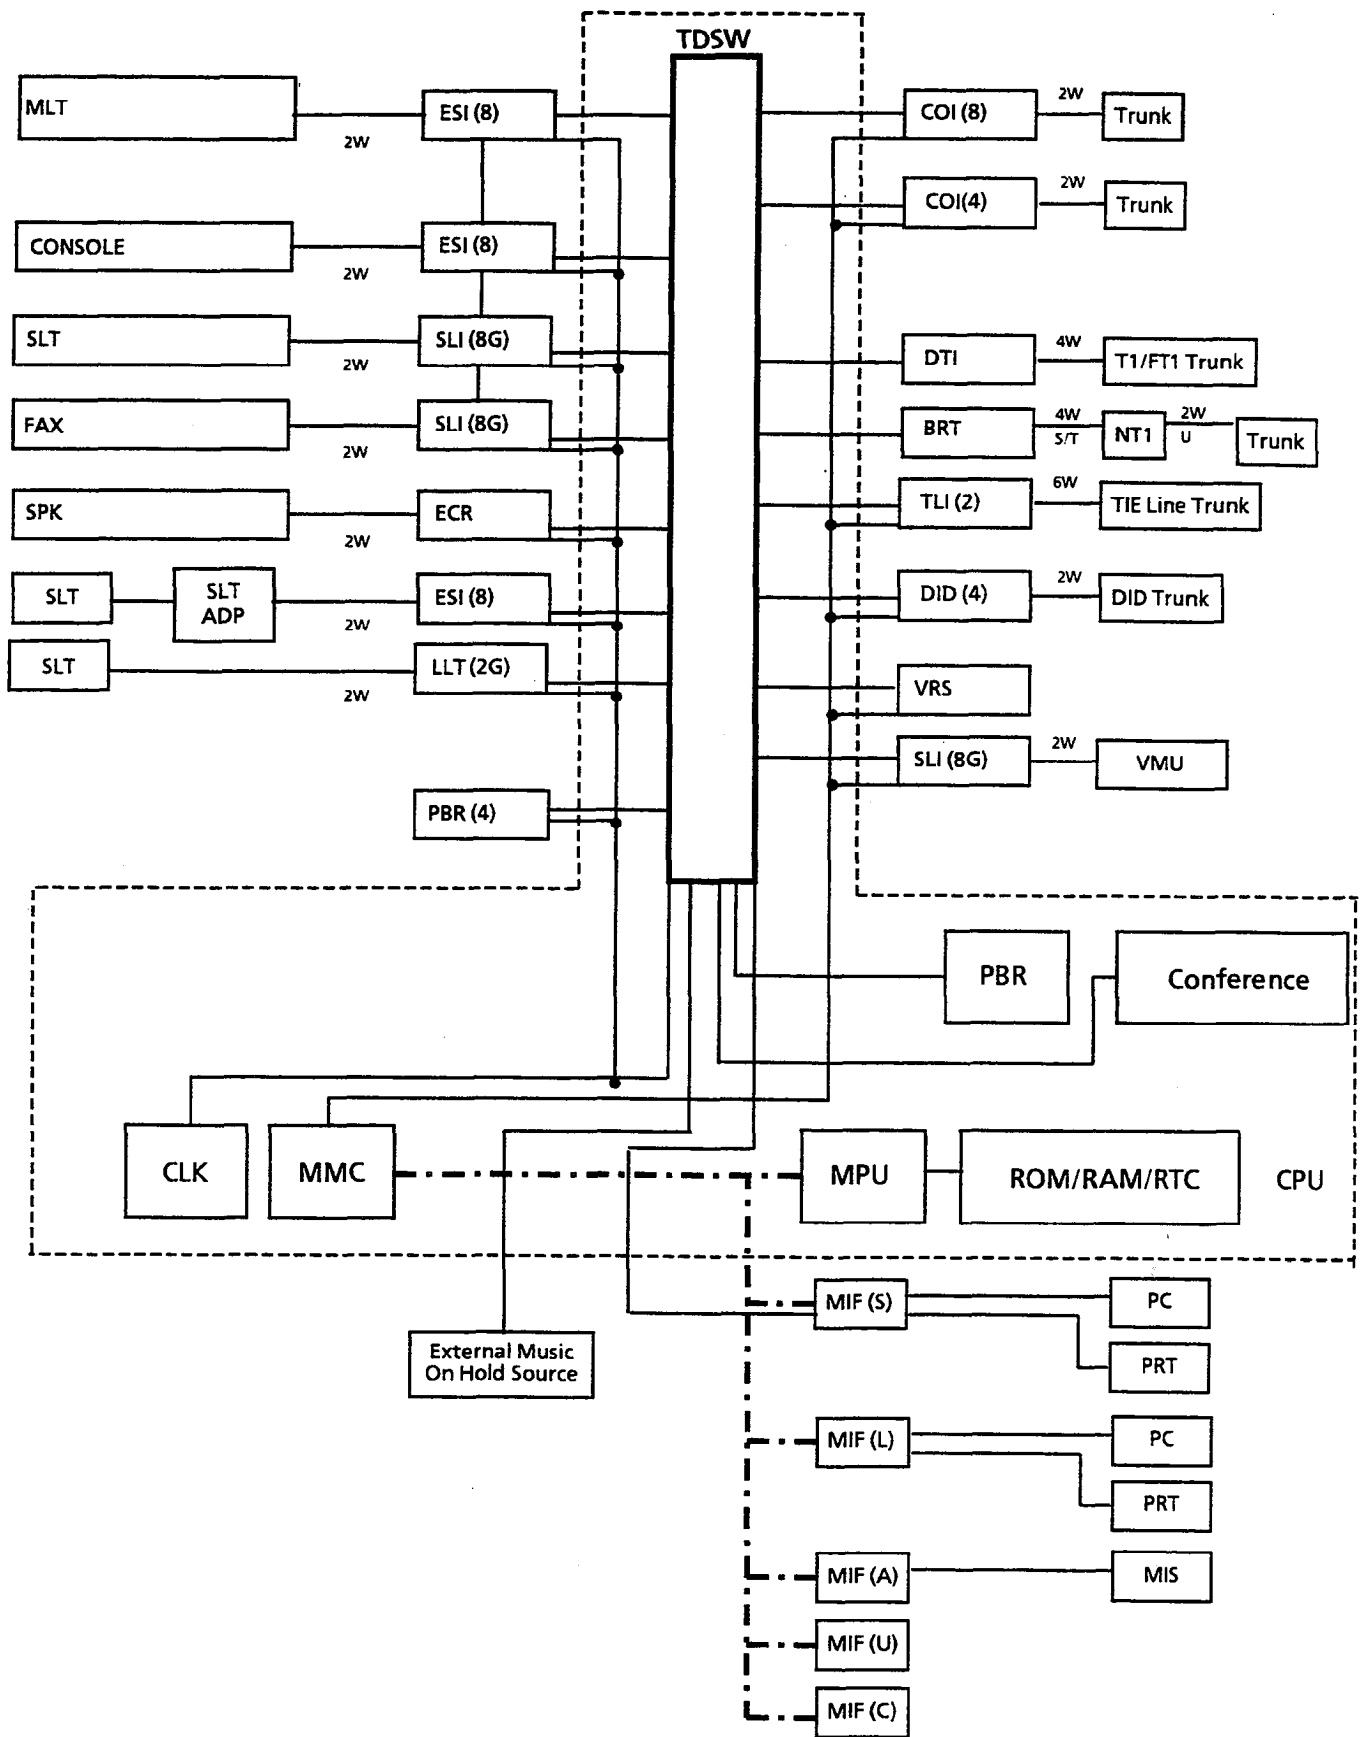 TDSW
MLT
2W
ESI (8)
COI (8)
2W
Trunk
CONSOLE
2W
ESI (8)
COI(4)
2W
Trunk
SLT
2W
SLI (8G)
DTI
4W
T1/FT1 Trunk
FAX
2W
SLI (8G)
BRT
4W
S/T
NT1
2W
U
Trunk
SPK
2W
ECR
TLI (2)
6W
TIE Line Trunk
SLT
SLT
ADP
2W
ESI (8)
DID (4)
2W
DID Trunk
SLT
2W
LLT (2G)
VRS
SLI (8G)
2W
VMU
PBR (4)
PBR
Conference
CLK
MMC
MPU
ROM/RAM/RTC
CPU
External Music
On Hold Source
MIF (S)
PC
PRT
MIF (L)
PC
PRT
MIF (A)
MIS
MIF (U)
MIF (C)